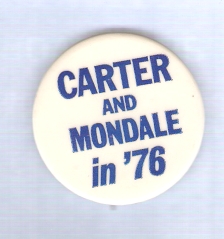 CARTER
AND
MONDALE
in '76